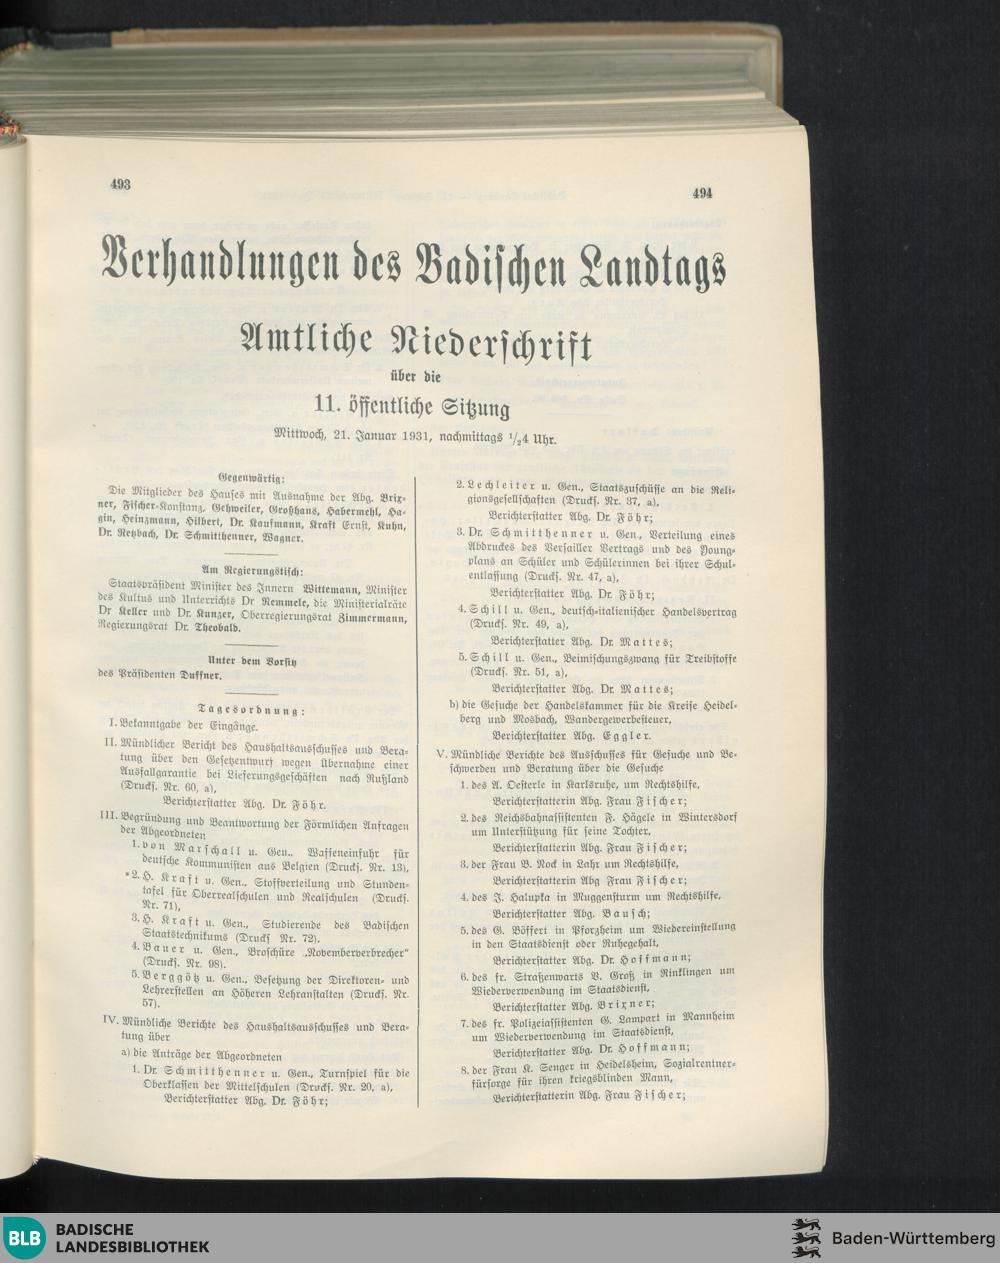 493
494
Verhandlungen des Badischen Landtags
Amtliche Niederschrift
über die
11. öffentliche Sitzung
Mittwoch, 21. Januar 1931, nachmittags 1/24 Uhr.
Gegenwärtig:
Die Mitglieder des Hauses mit Ausnahme der Abg. Brix-
ner, Fischer-Konstanz, Gehweiler, Großhans, Habermehl, Ha-
gin, Heinzmann, Hilbert, Dr. Kaufmann, Kraft Ernst, Kuhn,
Dr. Retzbach, Dr. Schmitthenner, Wagner.
Am Regierungstisch:
Staatspräsident Minister des Innern Wittemann, Minister
des Kultus und Unterrichts Dr Remmele, die Ministerialräte
Dr Keller und Dr. Kunzer, Oberregierungsrat Zimmermann,
Regierungsrat Dr. Theobald.
Unter dem Vorsitz
des Präsidenten Duffner.
Tagesordnung:
I. Bekanntgabe der Eingänge.
II. Mündlicher Bericht des Haushaltsausschusses und Bera-
tung über den Gesetzentwurf wegen Übernahme einer
Ausfallgarantie bei Lieferungsgeschäften nach Rußland
(Drucks. Nr. 60, a),
Berichterstatter Abg. Dr. Föhr.
III. Begründung und Beantwortung der Förmlichen Anfragen
der Abgeordneten
1. von Marschall u. Gen.. Waffeneinfuhr für
deutsche Kommunisten aus Belgien (Drucks. Nr. 13),
*2. H. Kraft u. Gen., Stoffverteilung und Stunden-
tafel für Oberrealschulen und Realschulen (Drucks.
Nr. 71),
3. H. Kraft u. Gen., Studierende des Badischen
Staatstechnikums (Drucks Nr. 72).
4. Bauer u. Gen., Broschüre „Novemberverbrecher"
(Drucks. Nr. 98).
5. Berggötz u. Gen., Besetzung der Direktoren- und
Lehrerstellen an Höheren Lehranstalten (Drucks. Nr.
57).
IV. Mündliche Berichte des Haushaltsausschusses und Bera-
tung über
a) die Anträge der Abgeordneten
1. Dr. Schmitthenner u. Gen., Turnspiel für die
Oberklassen der Mittelschulen (Drucks. Nr. 20, a),
Berichterstatter Abg. Dr. Föhr;
2. Lechleiter u. Gen., Staatszuschüsse an die Reli-
gionsgesellschaften (Drucks. Nr. 37, a).
Berichterstatter Abg. Dr. Föhr;
3. Dr. Schmitthenner u. Gen., Verteilung eines
Abdruckes des Versailler Vertrags und des Young-
plans an Schüler und Schülerinnen bei ihrer Schul-
entlassung (Drucks. Nr. 47, a),
Berichterstatter Abg. Dr. Föhr;
4. Schill u. Gen., deutsch-italienischer Handelsvertrag
(Drucks. Nr. 49, a),
Berichterstatter Abg. Dr. Mattes;
5. Schill u. Gen., Beimischungszwang für Treibstoffe
(Drucks. Nr. 51, a),
Berichterstatter Abg. Dr. Mattes;
b) die Gesuche der Handelskammer für die Kreise Heidel-
berg und Mosbach, Wandergewerbesteuer,
Berichterstatter Abg. Eggler.
V. Mündliche Berichte des Ausschusses für Gesuche und Be-
schwerden und Beratung über die Gesuche
1. des A. Oesterle in Karlsruhe, um Rechtshilfe,
Berichterstatterin Abg. Frau Fischer;
2. des Reichsbahnassistenten F. Hägele in Wintersdorf
um Unterstützung für seine Tochter,
Berichterstatterin Abg. Frau Fischer;
3. der Frau B. Nock in Lahr um Rechtshilfe,
Berichterstatterin Abg Frau Fischer;
4. des J. Halupka in Muggensturm um Rechtshilfe,
Berichterstatter Abg. Bausch;
5. des G. Böffert in Pforzheim um Wiedereinstellung
in den Staatsdienst oder Ruhegehalt,
Berichterstatter Abg. Dr. Hoffmann;
6. des fr. Straßenwarts V. Groß in Rinklingen um
Wiederverwendung im Staatsdienst,
Berichterstatter Abg. Brixner;
7. des fr. Polizeiassistenten G. Lampart in Mannheim
um Wiederverwendung im Staatsdienst,
Berichterstatter Abg. Dr. Hoffmann;
8. der Frau K. Senger in Heidelsheim, Sozialrentner-
fürsorge für ihren kriegsblinden Mann,
Berichterstatterin Abg. Frau Fischer;
BLB BADISCHE
LANDESBIBLIOTHEK
Baden-Württemberg